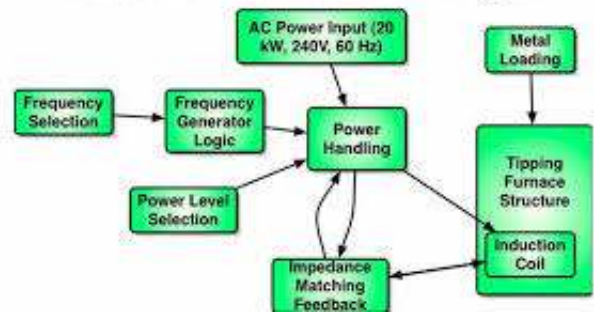 AC Power Input (20
kW, 240V, 60 Hz)
Metal
Loading
Frequency
Selection
Frequency
Generator
Logic
Power
Handling
Tipping
Furnace
Structure
Power Level
Selection
Induction
Coil
Impedance
Matching
Feedback